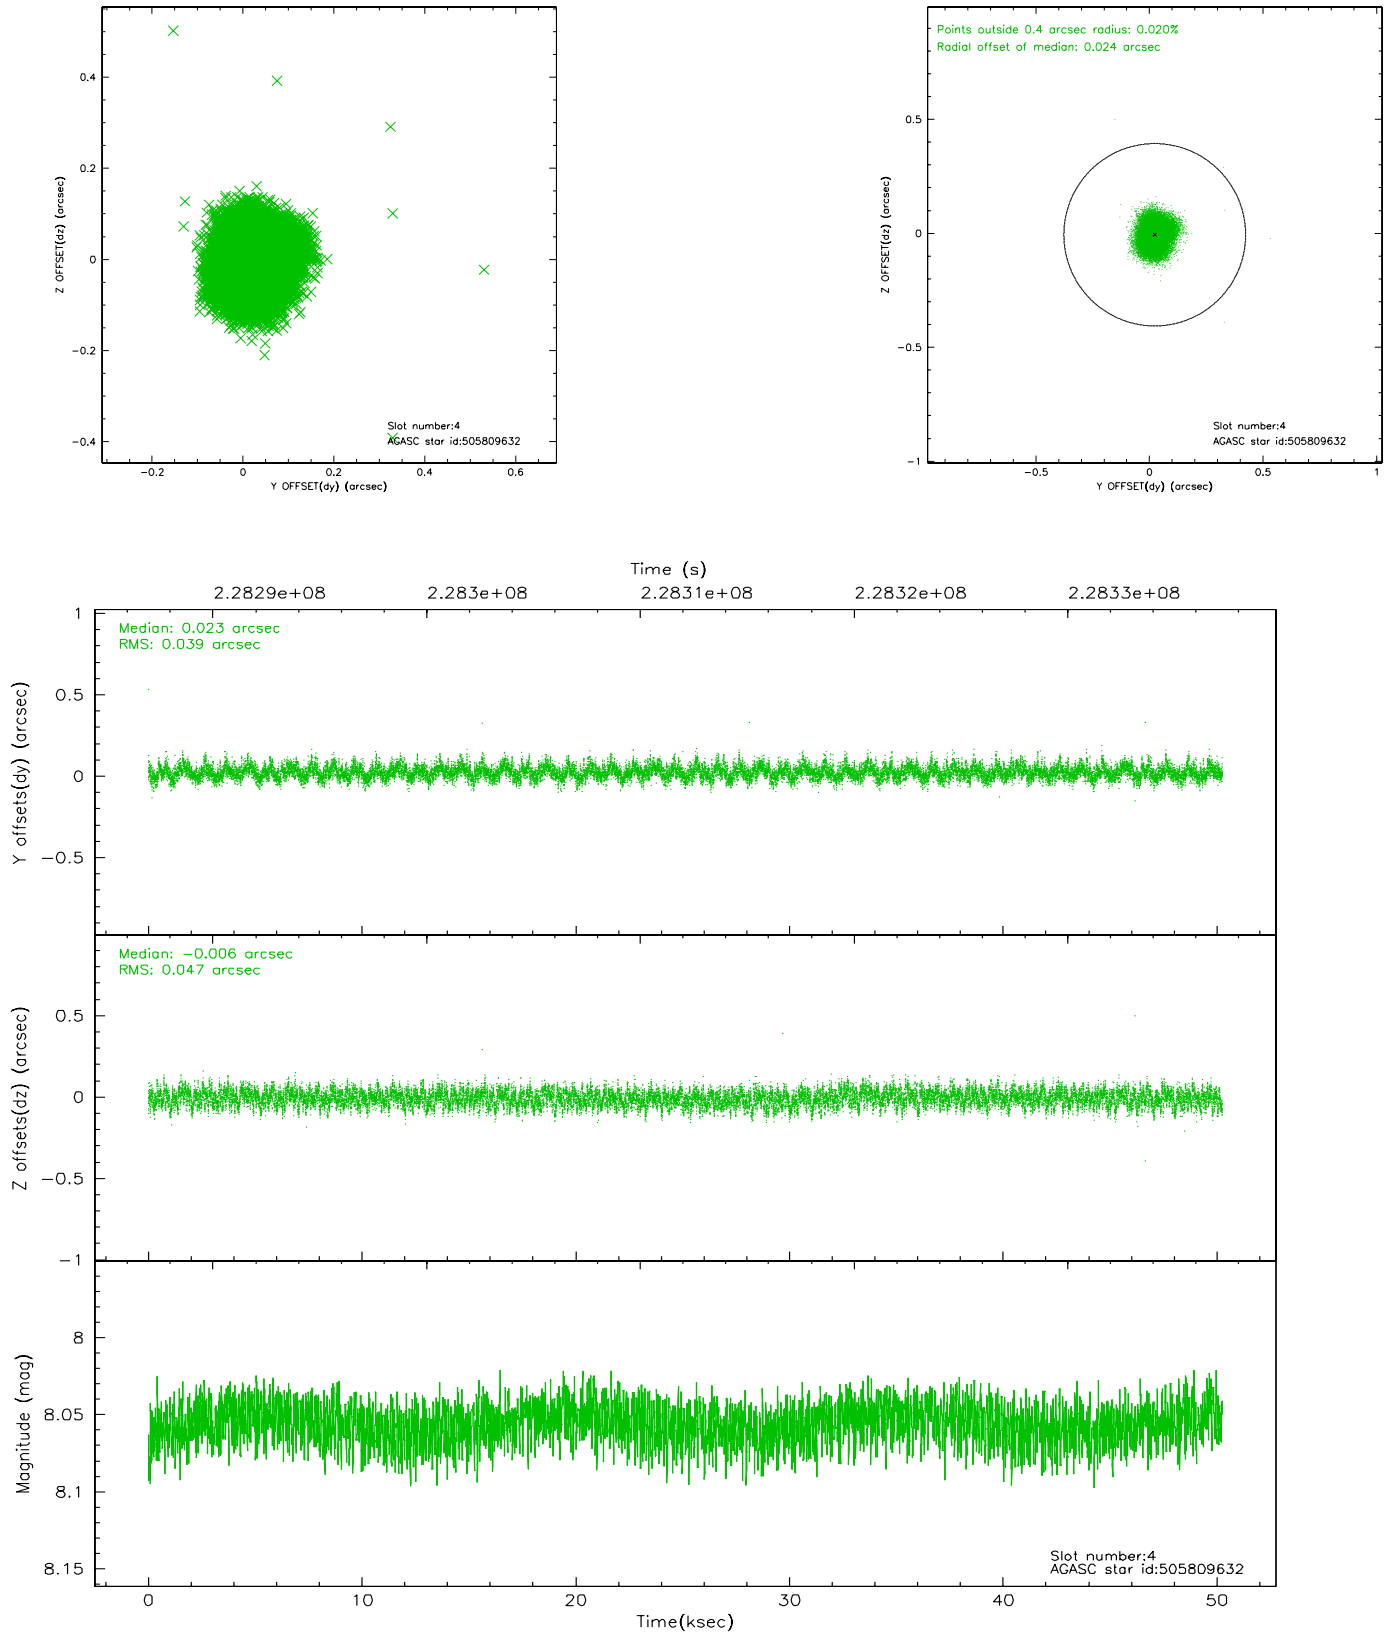 0.4
0.2
0
−0.2
−0.4
Z OFFSET(dz) (arcsec)
Slot number:4
AGASC star id:505809632
−0.2 0 0.2 0.4 0.6
Y OFFSET(dy) (arcsec)
Points outside 0.4 arcsec radius: 0.020%
Radial offset of median: 0.024 arcsec
0.5
0
−0.5
−1
Z OFFSET(dz) (arcsec)
Slot number:4
AGASC star id:505809632
−0.5 0 0.5 1
Y OFFSET(dy) (arcsec)
Time (s)
2.2829e+08 2.283e+08 2.2831e+08 2.2832e+08 2.2833e+08
Median: 0.023 arcsec
RMS: 0.039 arcsec
1
0.5
0
−0.5
Y offsets(dy) (arcsec)
Median: −0.006 arcsec
RMS: 0.047 arcsec
0.5
0
−0.5
−1
Z offsets(dz) (arcsec)
8
8.05
8.1
8.15
Magnitude (mag)
Slot number:4
AGASC star id:505809632
0 10 20 30 40 50
Time(ksec)